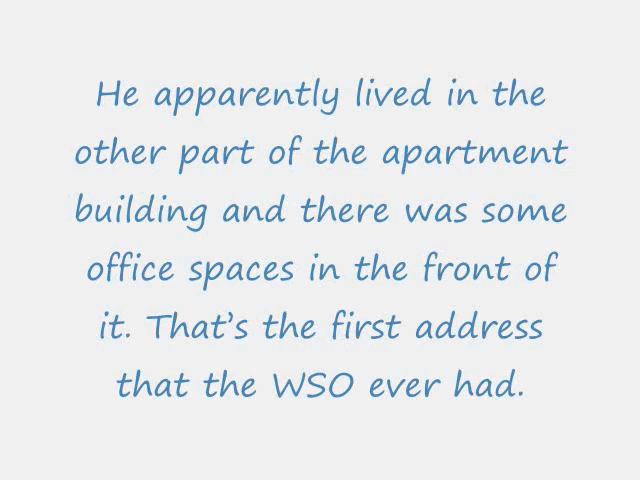 He apparently lived in the
other part of the apartment
building and there was some
office spaces in the front of
it. That’s the first address
that the WSO ever had.